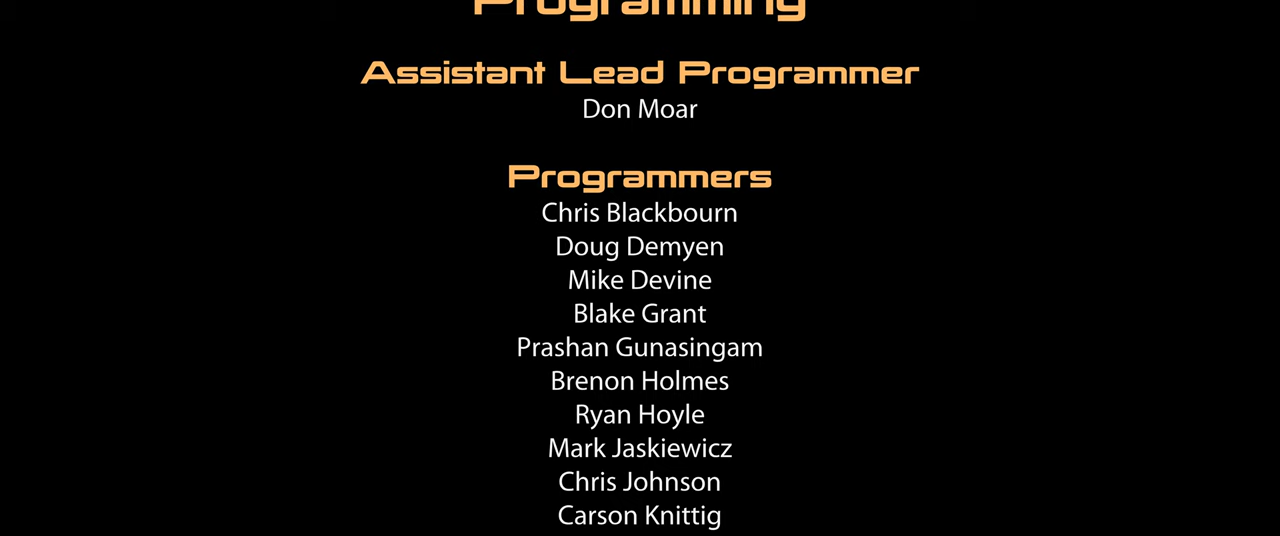 Programming
Assistant Lead Programmer
Don Moar
Programmers
Chris Blackbourn
Doug Demyen
Mike Devine
Blake Grant
Prashan Gunasingam
Brenon Holmes
Ryan Hoyle
Mark Jaskiewicz
Chris Johnson
Carson Knittig